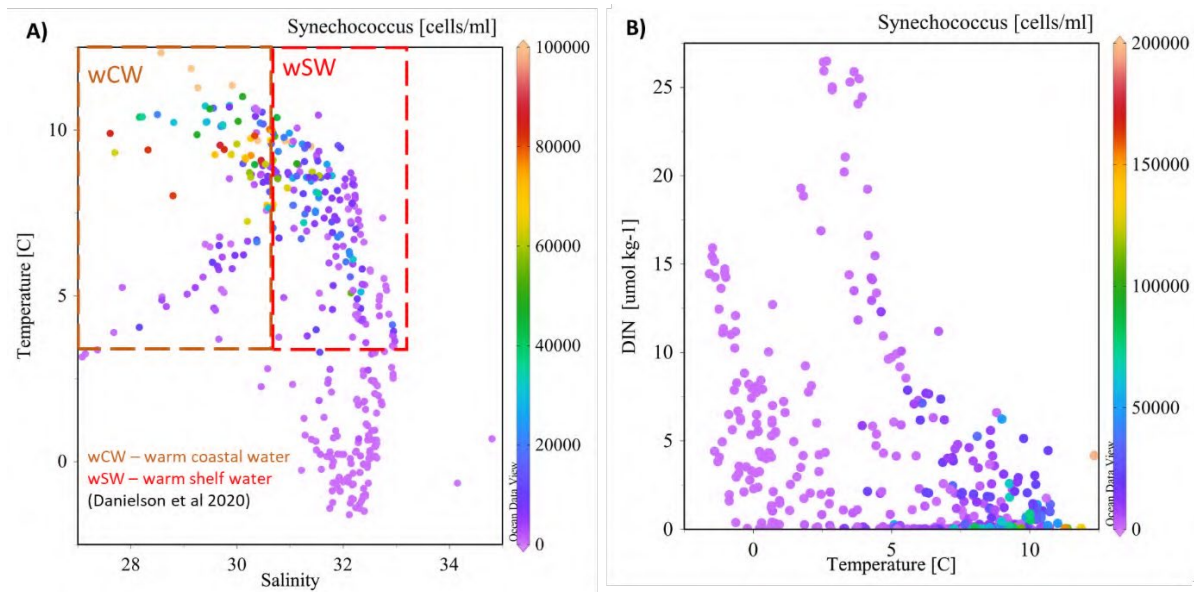 A)
Synechococcus [cells/ml]
wCW
wSW
10
5
0
Temperature [C]
28
30
32
34
Salinity
wCW – warm coastal water
wSW – warm shelf water
(Danielson et al 2020)
100000
80000
60000
40000
20000
0
Ocean Data View
B)
Synechococcus [cells/ml]
25
20
15
10
5
0
DIN [umol kg-1]
0
5
10
Temperature [C]
200000
150000
100000
50000
0
Ocean Data View